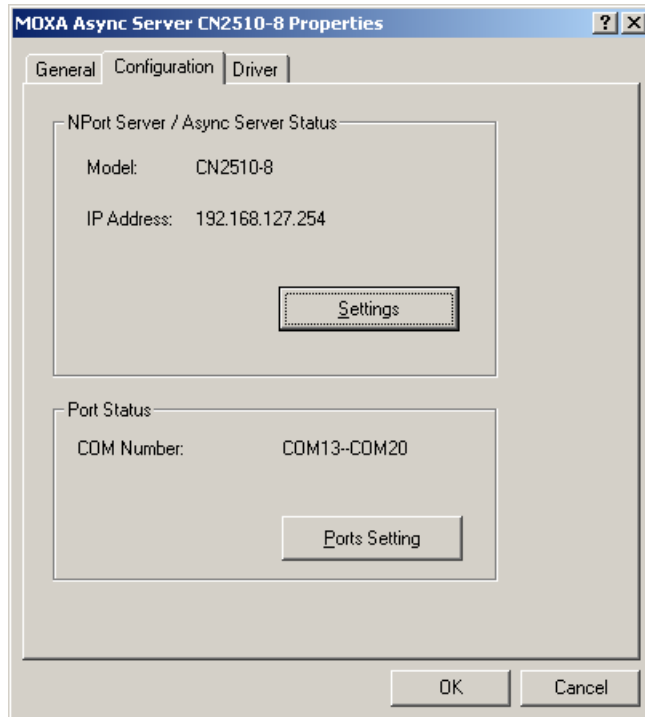 MOXA Async Server CN2510-8 Properties
General Configuration Driver
NPort Server / Async Server Status
Model: CN2510-8
IP Address: 192.168.127.254
Settings
Port Status
COM Number: COM13--COM20
Ports Setting
OK Cancel